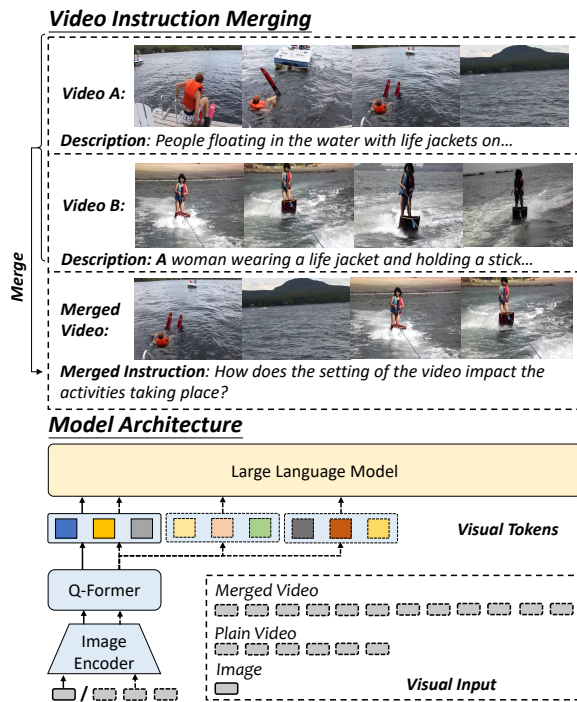 Video Instruction Merging
Video A:
Description: People floating in the water with life jackets on…
Video B:
Description: A woman wearing a life jacket and holding a stick…
Merge
Merged
Video:
Merged Instruction: How does the setting of the video impact the
activities taking place?
Model Architecture
Large Language Model
Visual Tokens
Q-Former
Image
Encoder
/
Merged Video
Plain Video
Image
Visual Input